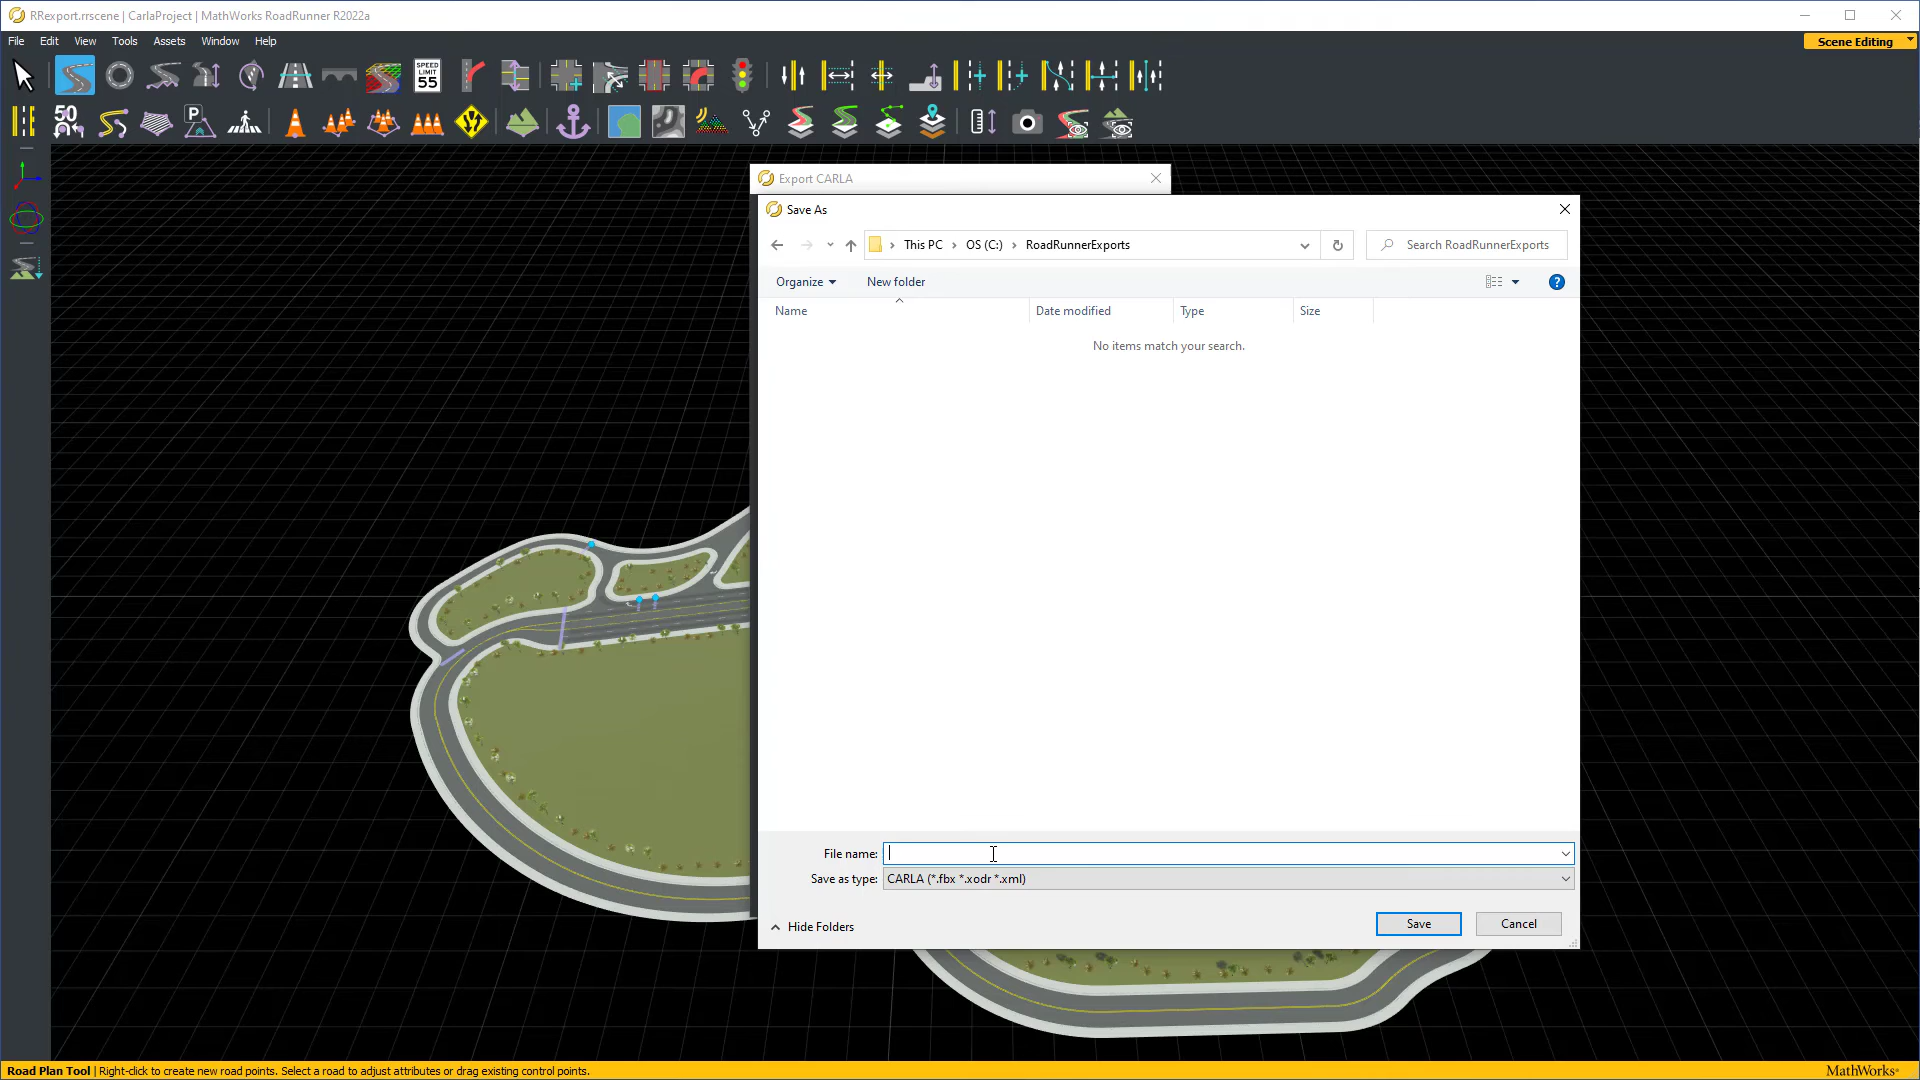 RRexport.rrscene | CarlaProject | MathWorks RoadRunner R2022a
File Edit View Tools Assets Window Help
Scene Editing
SPEED LIMIT 55
50
P
Export CARLA
Save As
This PC > OS (C:) > RoadRunnerExports
Search RoadRunnerExports
Organize New folder
?
Name Date modified Type Size
No items match your search.
File name:
Save as type: CARLA (*.fbx *.xodr *.xml)
Hide Folders Save Cancel
Road Plan Tool | Right-click to create new road points. Select a road to adjust attributes or drag existing control points.
MathWorks®